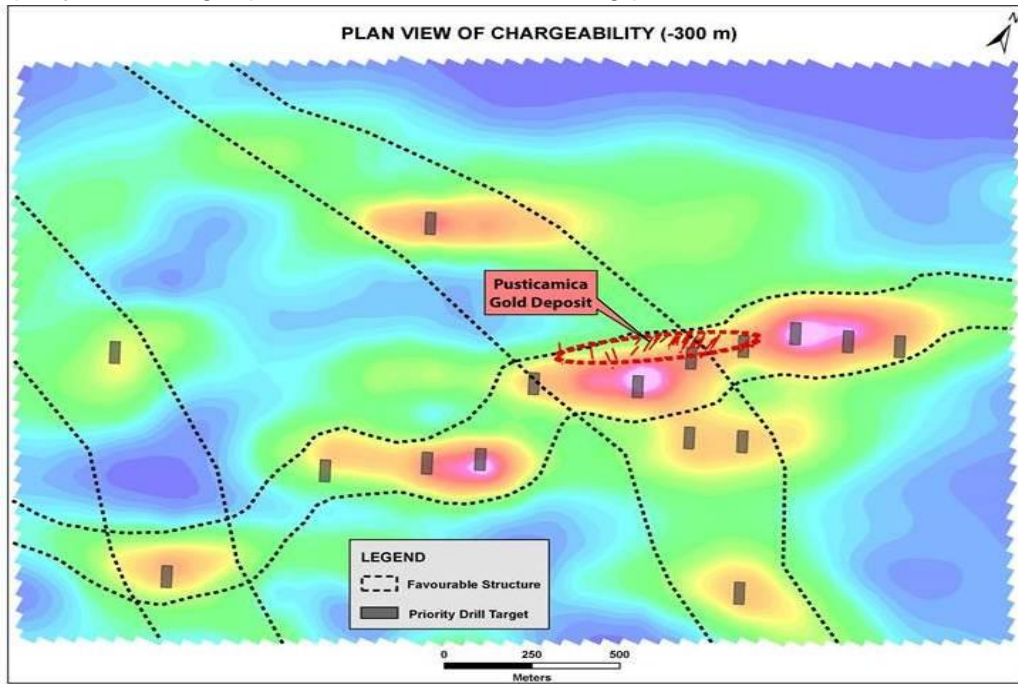 N
PLAN VIEW OF CHARGEABILITY (-300 m)
Pusticamica
Gold Deposit
LEGEND
Favourable Structure
Priority Drill Target
0 250 500
Meters